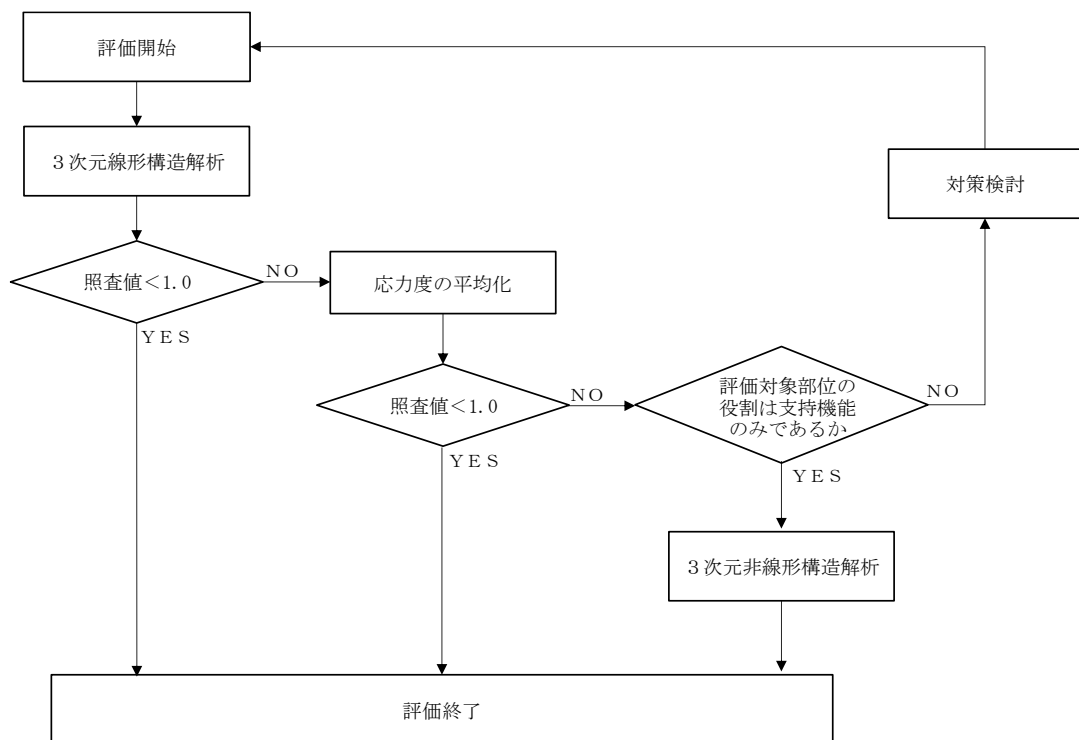 評価開始
３次元線形構造解析
対策検討
照査値＜1.0
NO
応力度の平均化
YES
照査値＜1.0
NO
評価対象部位の
役割は支持機能
のみであるか
NO
YES
YES
３次元非線形構造解析
評価終了